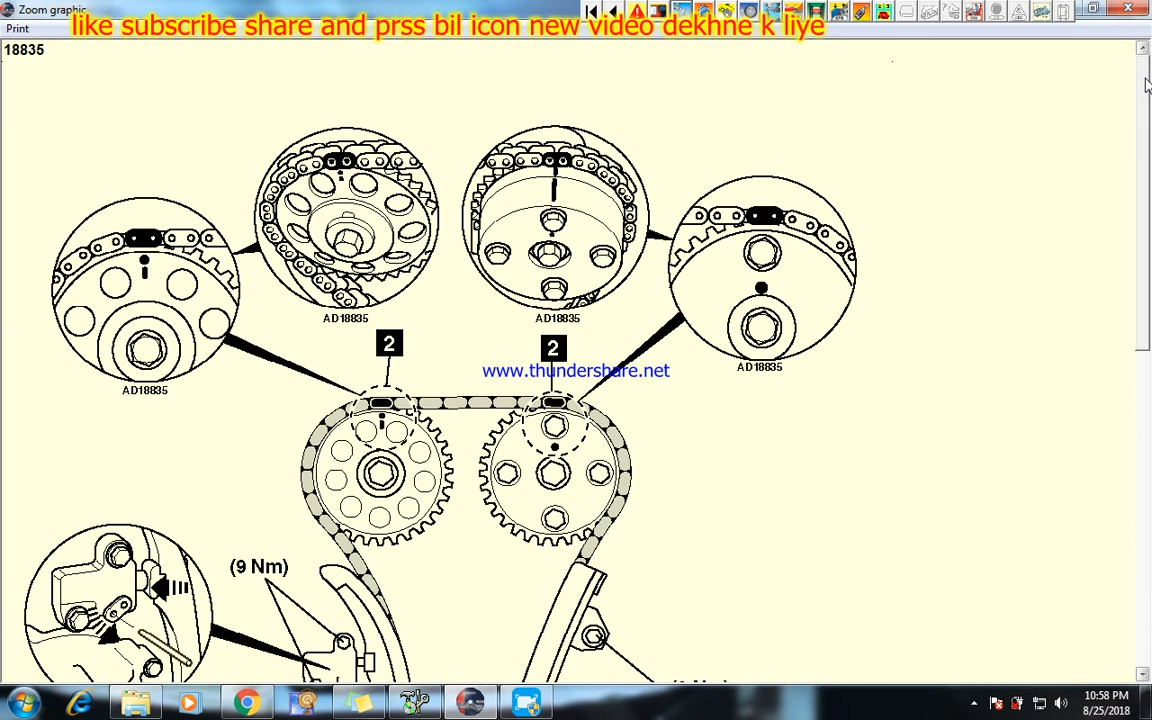 Zoom graphic
like subscribe share and prss bil icon new video dekhne k liye
Print
18835
AD18835
AD18835
AD18835
AD18835
2
2
www.thundershare.net
(9 Nm)
10:58 PM
8/25/2018